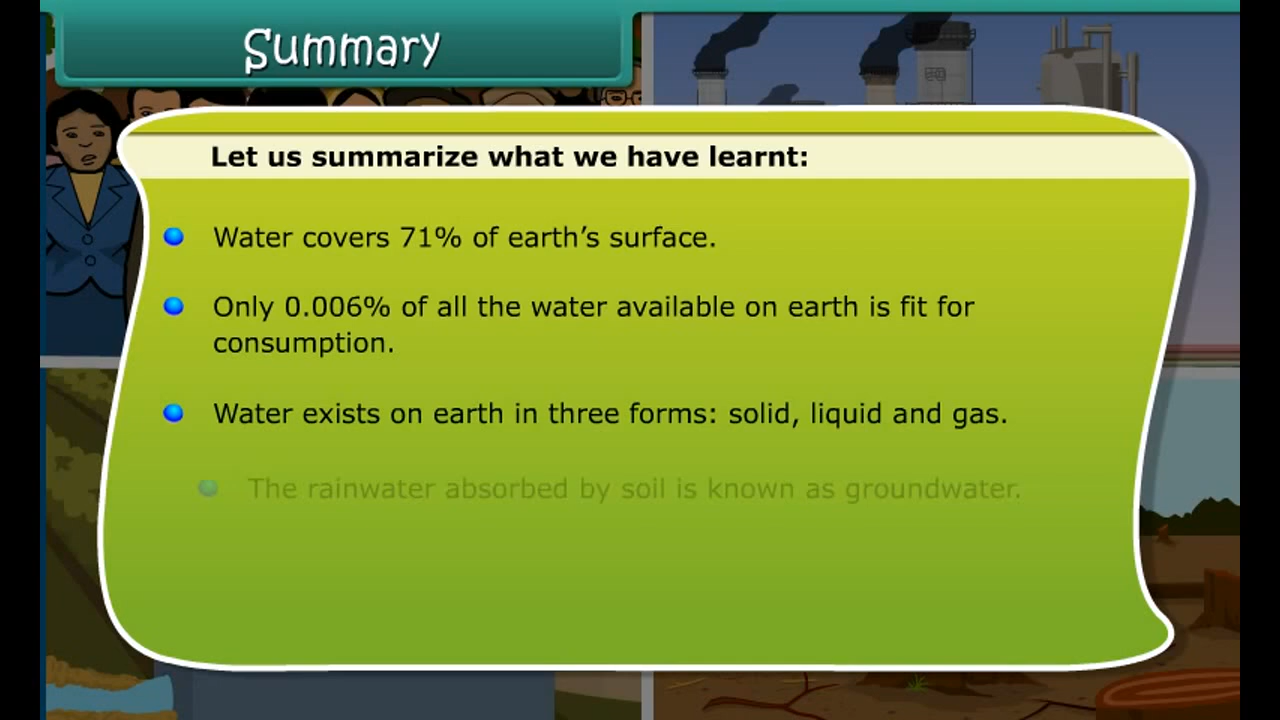 Summary
Let us summarize what we have learnt:
Water covers 71% of earth’s surface.
Only 0.006% of all the water available on earth is fit for
consumption.
Water exists on earth in three forms: solid, liquid and gas.
The rainwater absorbed by soil is known as groundwater.